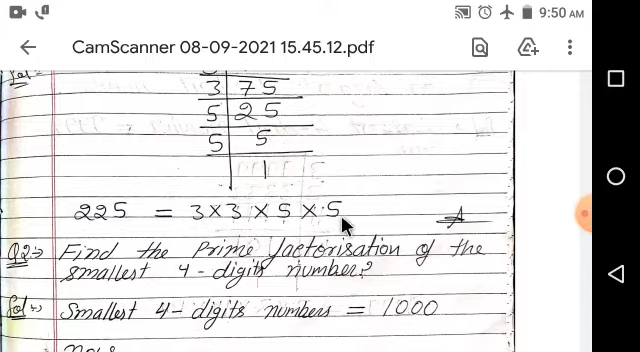 9:50 AM
CamScanner 08-09-2021 15.45.12.pdf
Sol:-
3 75
5 25
5 5
1
225 = 3×3×5×5
Q2⇒ Find the Prime factorisation of the
smallest 4-digits number?
Sol:⇒ Smallest 4-digits numbers = 1000